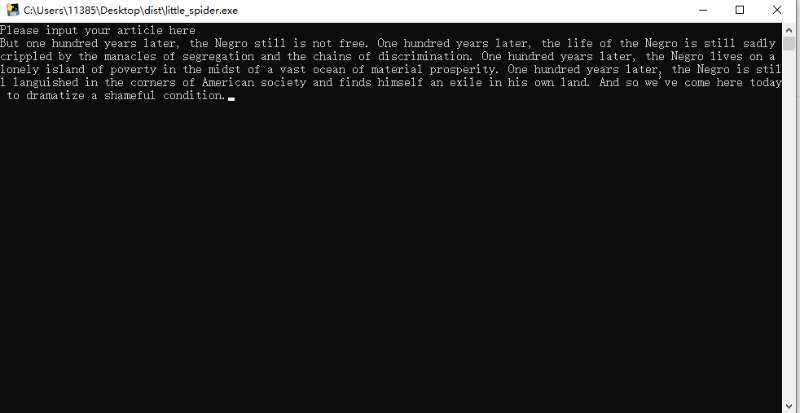 C:\Users\11385\Desktop\dist\little_spider.exe
Please input your article here
But one hundred years later, the Negro still is not free. One hundred years later, the life of the Negro is still sadly
crippled by the manacles of segregation and the chains of discrimination. One hundred years later, the Negro lives on a
lonely island of poverty in the midst of a vast ocean of material prosperity. One hundred years later, the Negro is stil
l languished in the corners of American society and finds himself an exile in his own land. And so we've come here today
to dramatize a shameful condition.